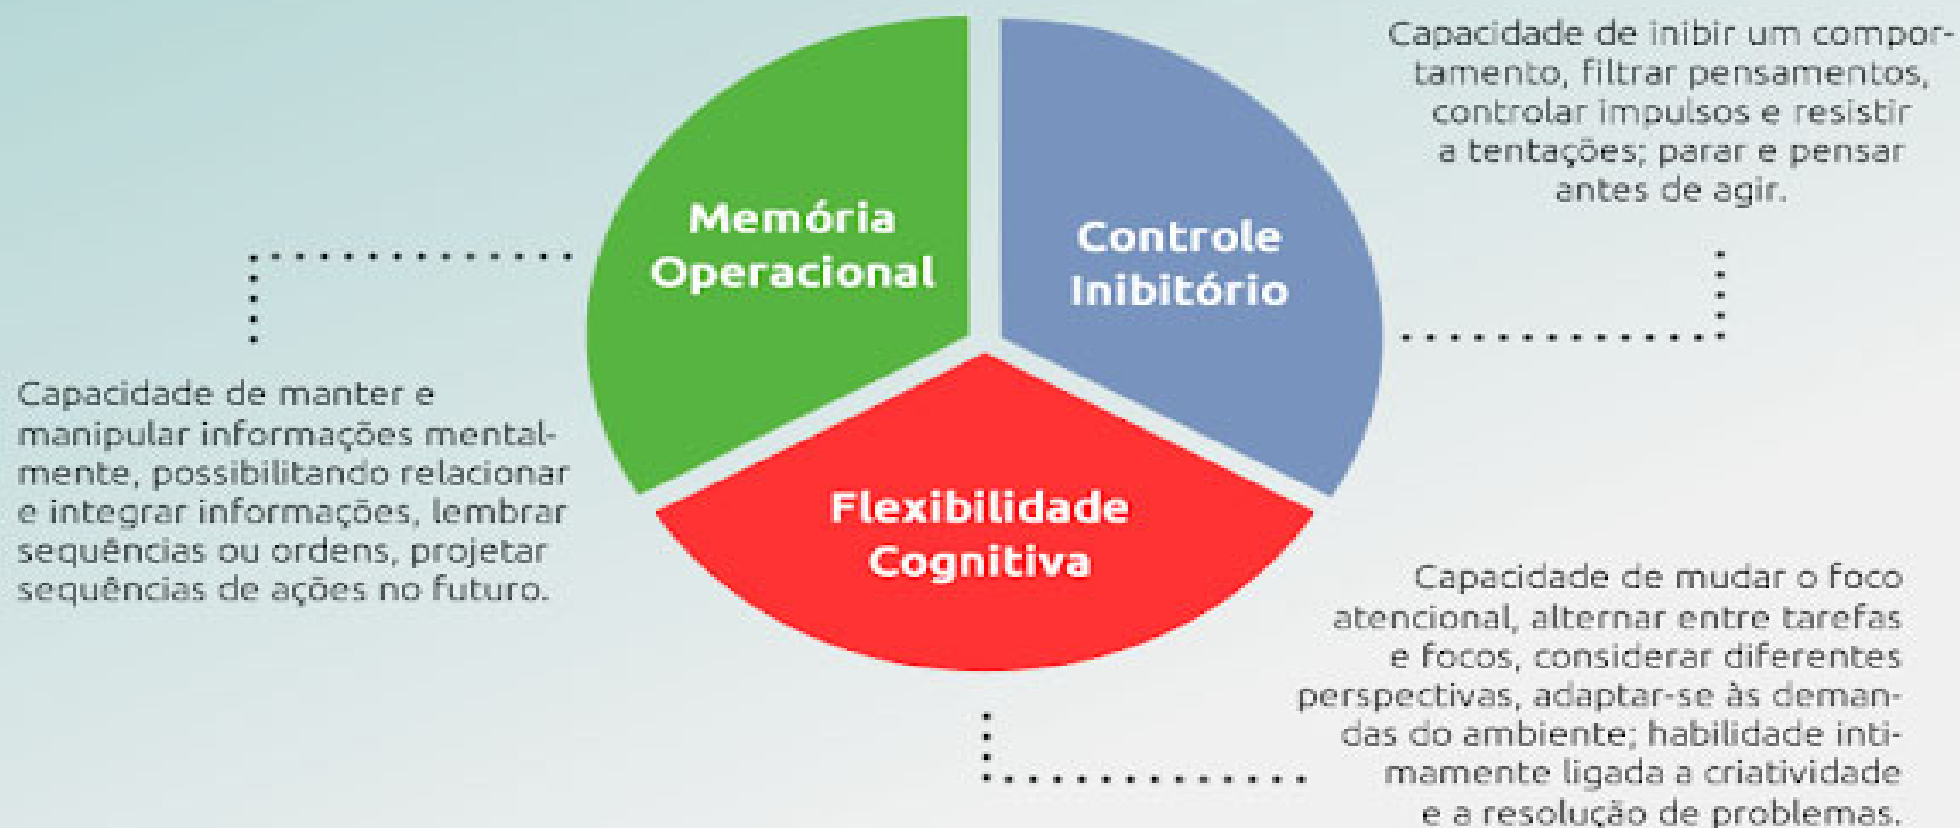 Memória
Operacional
Controle
Inibitório
Flexibilidade
Cognitiva
Capacidade de inibir um compor-
tamento, filtrar pensamentos,
controlar impulsos e resistir
a tentações; parar e pensar
antes de agir.
Capacidade de manter e
manipular informações mental-
mente, possibilitando relacionar
e integrar informações, lembrar
sequências ou ordens, projetar
sequências de ações no futuro.
Capacidade de mudar o foco
atencional, alternar entre tarefas
e focos, considerar diferentes
perspectivas, adaptar-se às deman-
das do ambiente; habilidade inti-
mamente ligada a criatividade
e a resolução de problemas.